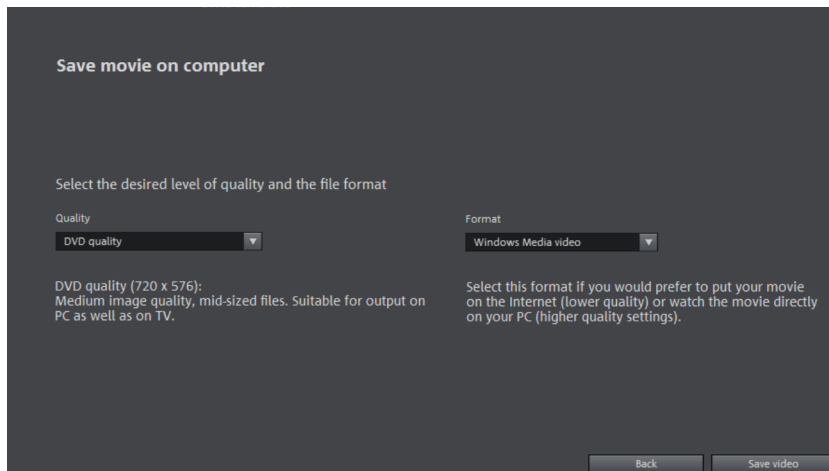 Save movie on computer
Select the desired level of quality and the file format
Quality
DVD quality
Format
Windows Media video
DVD quality (720 x 576):
Medium image quality, mid-sized files. Suitable for output on
PC as well as on TV.
Select this format if you would prefer to put your movie
on the Internet (lower quality) or watch the movie directly
on your PC (higher quality settings).
Back
Save video